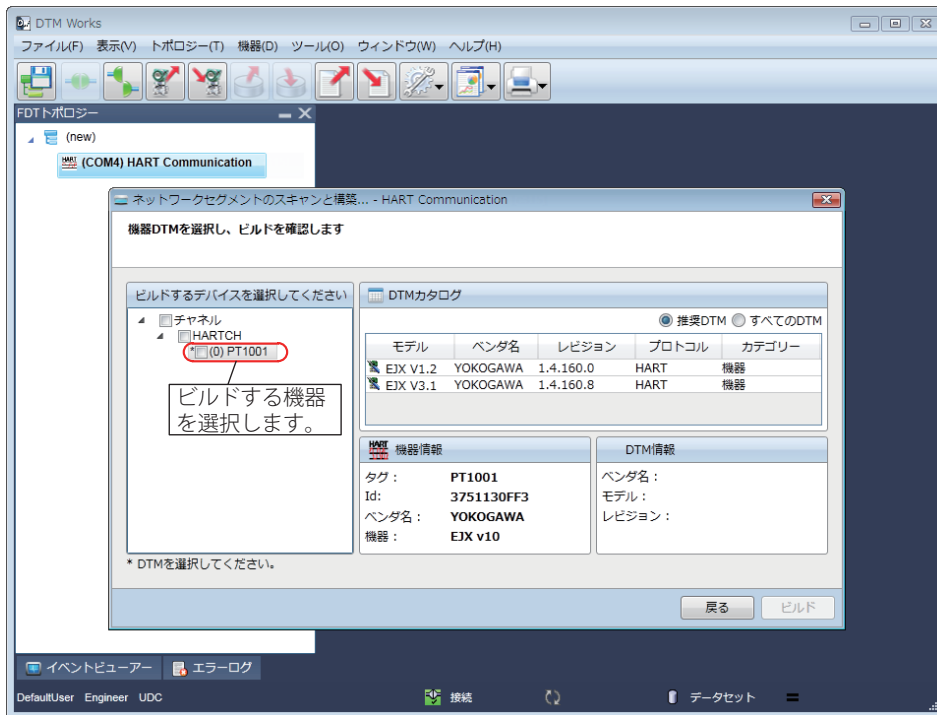 DTM Works
ファイル(F) 表示(V) トポロジー(T) 機器(D) ツール(O) ウィンドウ(W) ヘルプ(H)
FDTトポロジー
(new)
(COM4) HART Communication
ネットワークセグメントのスキャンと構築... - HART Communication
機器DTMを選択し、ビルドを確認します
ビルドするデバイスを選択してください
チャネル
HARTCH
*(0) PT1001
ビルドする機器
を選択します。
* DTMを選択してください。
DTMカタログ
推奨DTM すべてのDTM
モデル ベンダ名 レビジョン プロトコル カテゴリー
EJX V1.2 YOKOGAWA 1.4.160.0 HART 機器
EJX V3.1 YOKOGAWA 1.4.160.8 HART 機器
HART 機器情報
タグ： PT1001
Id: 3751130FF3
ベンダ名： YOKOGAWA
機器： EJX v10
DTM情報
ベンダ名：
モデル：
レビジョン：
戻る ビルド
イベントビューアー エラーログ
DefaultUser Engineer UDC 接続 データセット